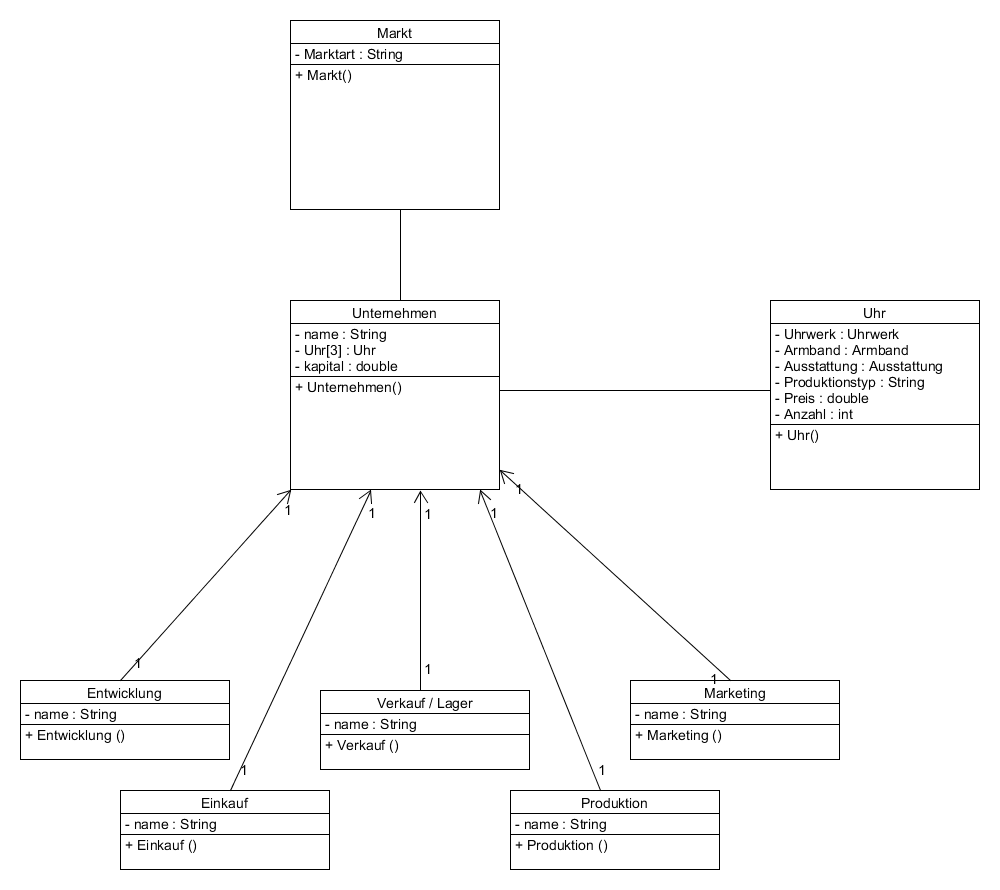 Markt
- Marktart : String
+ Markt()
Unternehmen
- name : String
- Uhr[3] : Uhr
- kapital : double
+ Unternehmen()
Uhr
- Uhrwerk : Uhrwerk
- Armband : Armband
- Ausstattung : Ausstattung
- Produktionstyp : String
- Preis : double
- Anzahl : int
+ Uhr()
1
1
1
1
1
1
1
1
1
1
Entwicklung
- name : String
+ Entwicklung ()
Verkauf / Lager
- name : String
+ Verkauf ()
Marketing
- name : String
+ Marketing ()
Einkauf
- name : String
+ Einkauf ()
Produktion
- name : String
+ Produktion ()